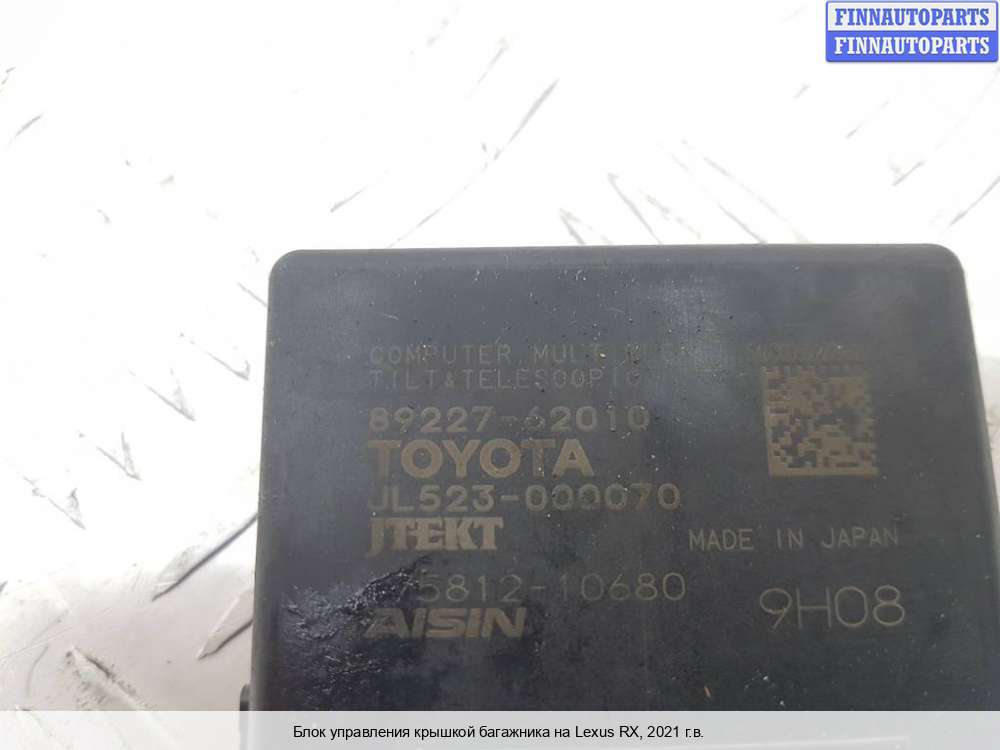 FINNAUTOPARTS
FINNAUTOPARTS
COMPUTER,
TILT&TELESCOPIC
89227-62010
TOYOTA
JL523-000070
JTEKT
MADE IN JAPAN
75812-10680
9H08
AISIN
Блок управления крышкой багажника на Lexus RX, 2021 г.в.